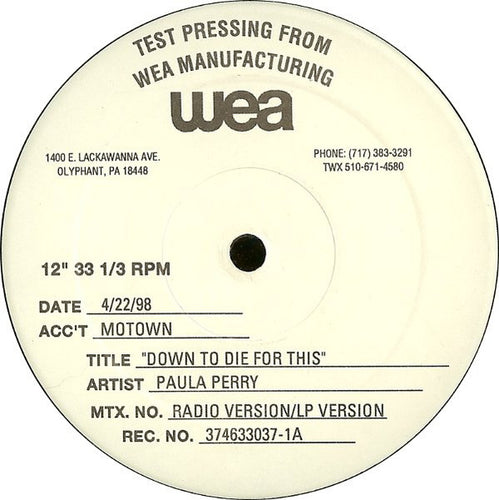 TEST PRESSING FROM
WEA MANUFACTURING
wea
1400 E. LACKAWANNA AVE.
OLYPHANT, PA 18448
PHONE: (717) 383-3291
TWX 510-671-4580
12" 33 1/3 RPM
DATE 4/22/98
ACC'T MOTOWN
TITLE "DOWN TO DIE FOR THIS"
ARTIST PAULA PERRY
MTX. NO. RADIO VERSION/LP VERSION
REC. NO. 374633037-1A